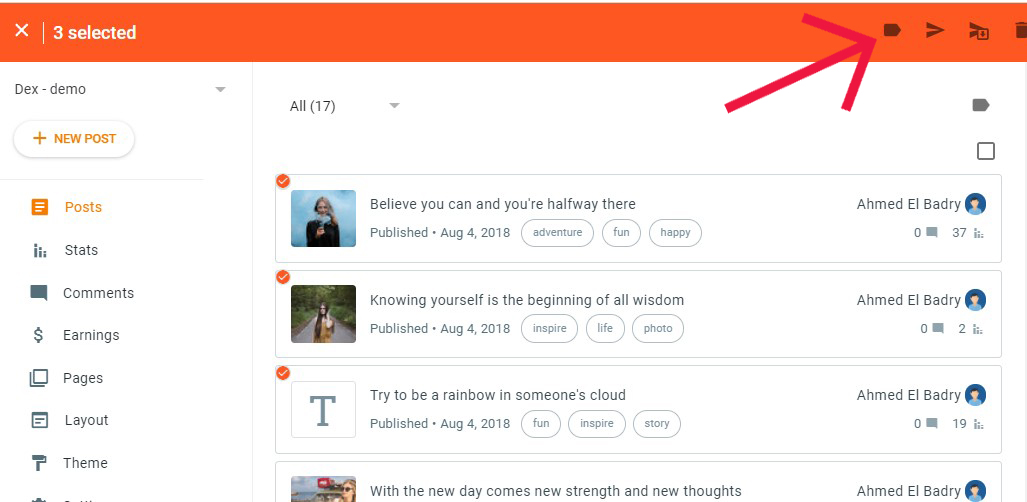 3 selected
Dex - demo
All (17)
NEW POST
Posts
Stats
Comments
Earnings
Pages
Layout
Theme
Believe you can and you're halfway there
Ahmed El Badry
Published • Aug 4, 2018 adventure fun happy
0 37
Knowing yourself is the beginning of all wisdom
Ahmed El Badry
Published • Aug 4, 2018 inspire life photo
0 2
T
Try to be a rainbow in someone's cloud
Ahmed El Badry
Published • Aug 4, 2018 fun inspire story
0 19
With the new day comes new strength and new thoughts
Ahmed El Badry